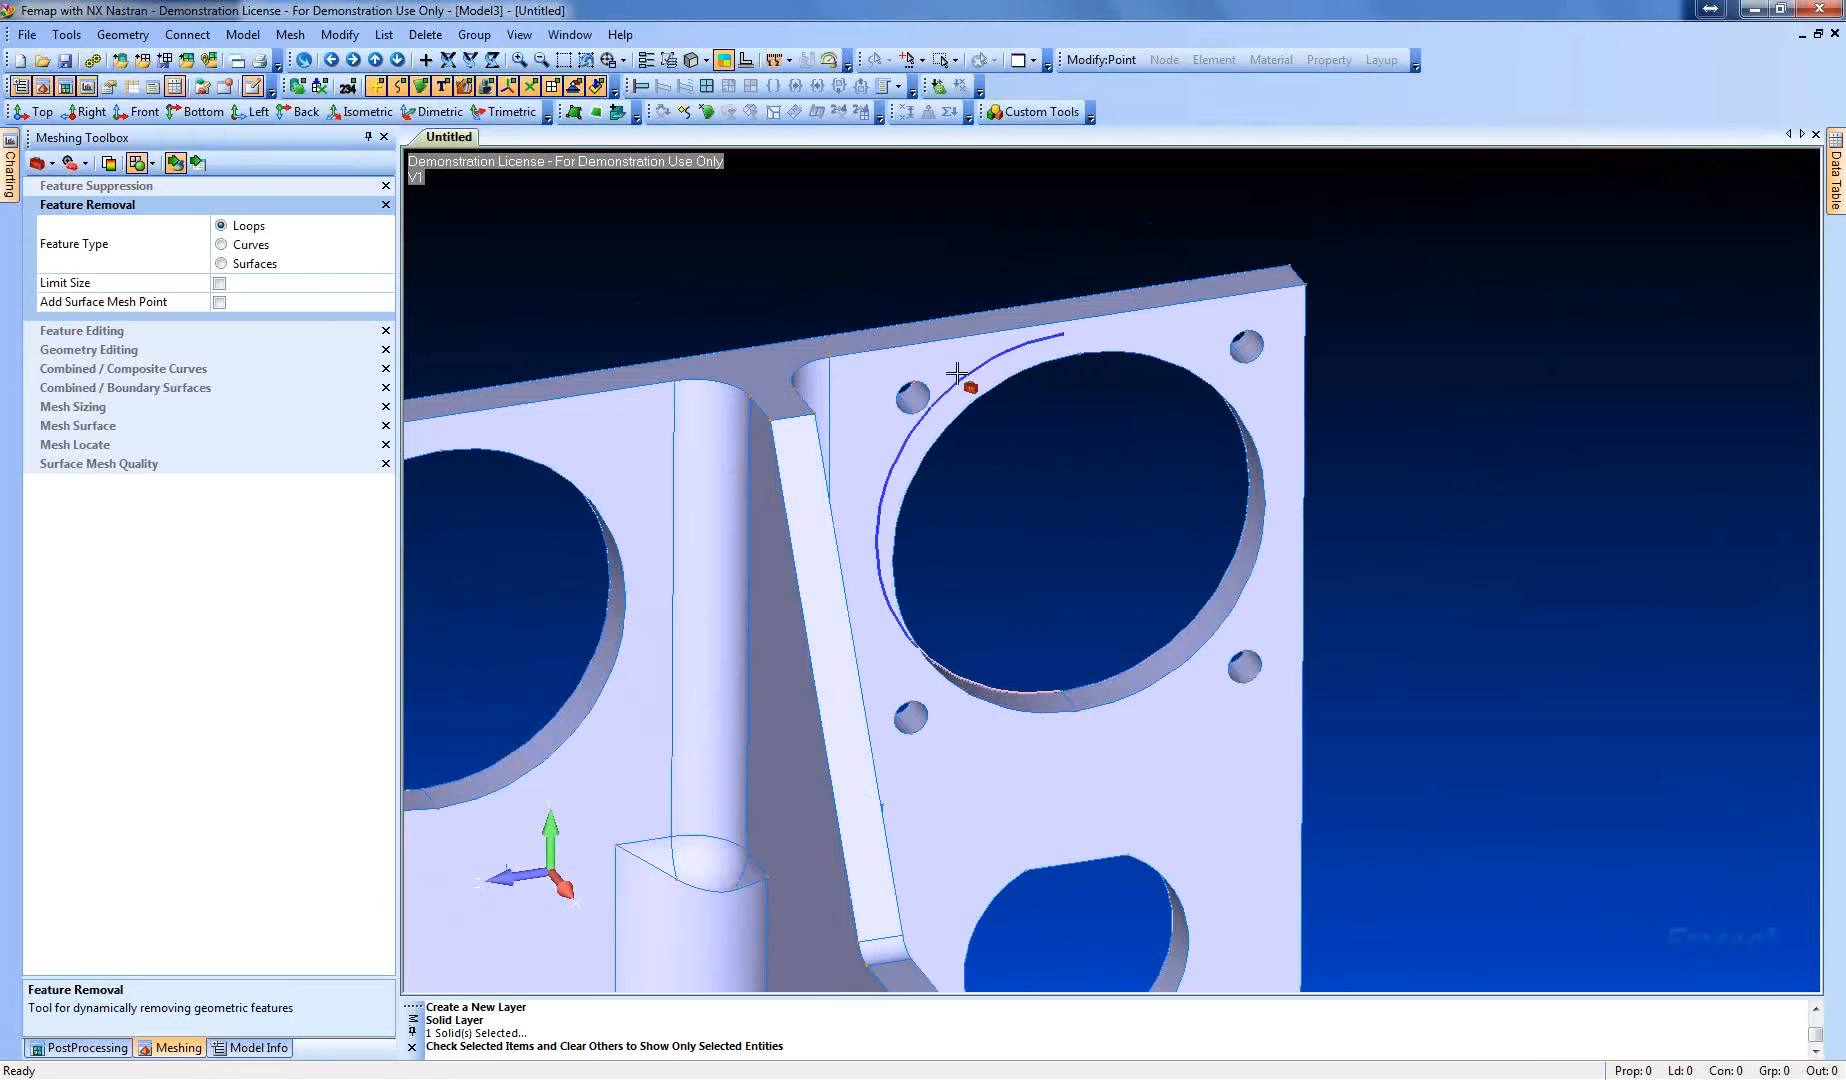 Femap with NX Nastran - Demonstration License - For Demonstration Use Only - [Model3] - [Untitled]
File Tools Geometry Connect Model Mesh Modify List Delete Group View Window Help
Modify:Point Node Element Material Property Layup
234
Top Right Front Bottom Left Back Isometric Dimetric Trimetric Custom Tools
Charting
Meshing Toolbox
Feature Suppression
Feature Removal
Feature Type
Loops
Curves
Surfaces
Limit Size
Add Surface Mesh Point
Feature Editing
Geometry Editing
Combined / Composite Curves
Combined / Boundary Surfaces
Mesh Sizing
Mesh Surface
Mesh Locate
Surface Mesh Quality
Feature Removal
Tool for dynamically removing geometric features
PostProcessing Meshing Model Info
Untitled
Demonstration License - For Demonstration Use Only
V1
Data Table
Create a New Layer
Solid Layer
1 Solid(s) Selected...
Check Selected Items and Clear Others to Show Only Selected Entities
Ready
Prop: 0 Ld: 0 Con: 0 Grp: 0 Out: 0